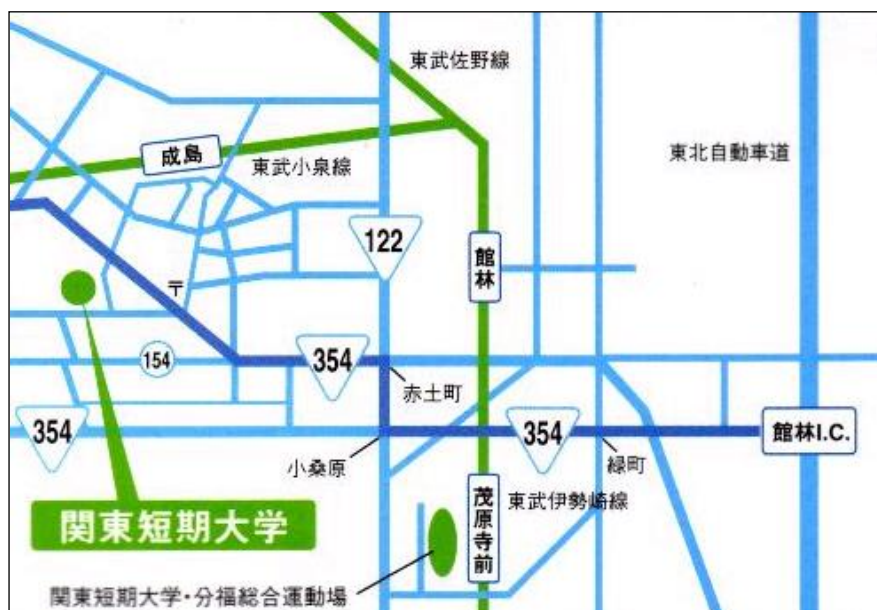 東武佐野線
成島
東武小泉線
東北自動車道
122
館林
〒
154
354
赤土町
354
354
館林I.C.
小桑原
緑町
関東短期大学
茂原寺前
東武伊勢崎線
関東短期大学・分福総合運動場